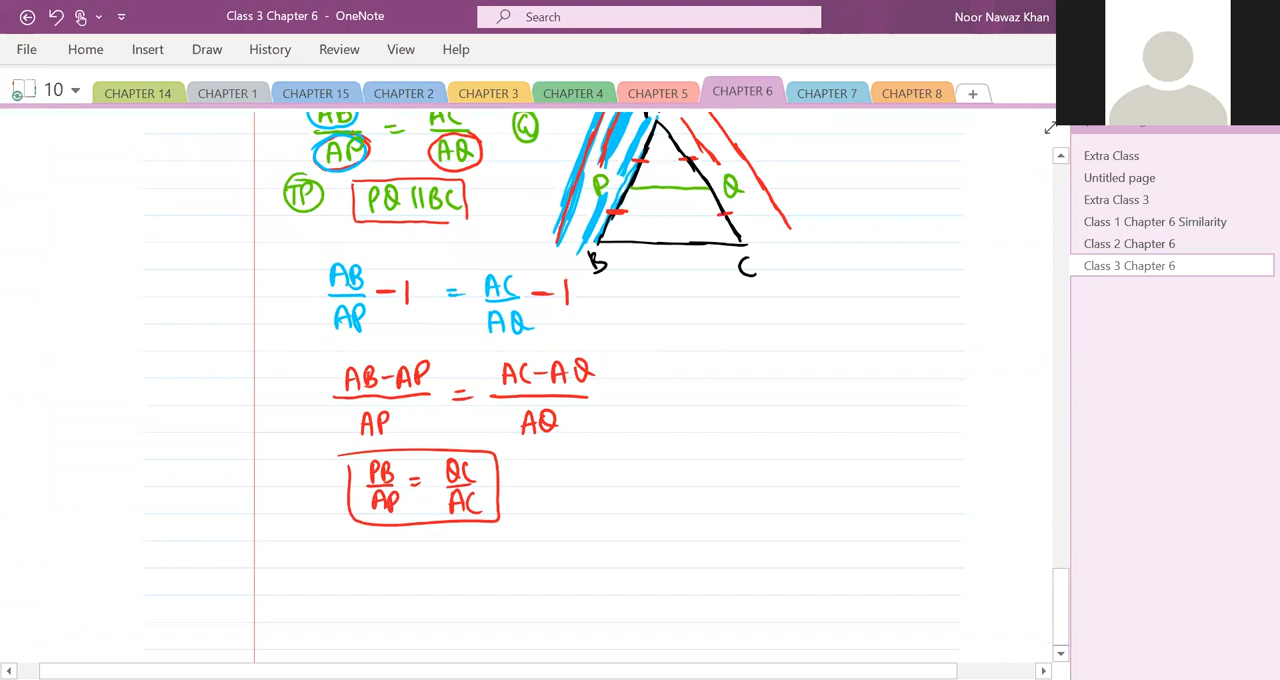 Class 3 Chapter 6 - OneNote
Search
Noor Nawaz Khan
File Home Insert Draw History Review View Help
10 CHAPTER 14 CHAPTER 1 CHAPTER 15 CHAPTER 2 CHAPTER 3 CHAPTER 4 CHAPTER 5 CHAPTER 6 CHAPTER 7 CHAPTER 8 +
Extra Class
Untitled page
Extra Class 3
Class 1 Chapter 6 Similarity
Class 2 Chapter 6
Class 3 Chapter 6
AB/AP = AC/AQ Q
TP PQ || BC
P Q
B C
AB/AP - 1 = AC/AQ - 1
AB-AP/AP = AC-AQ/AQ
PB/AP = QC/AC